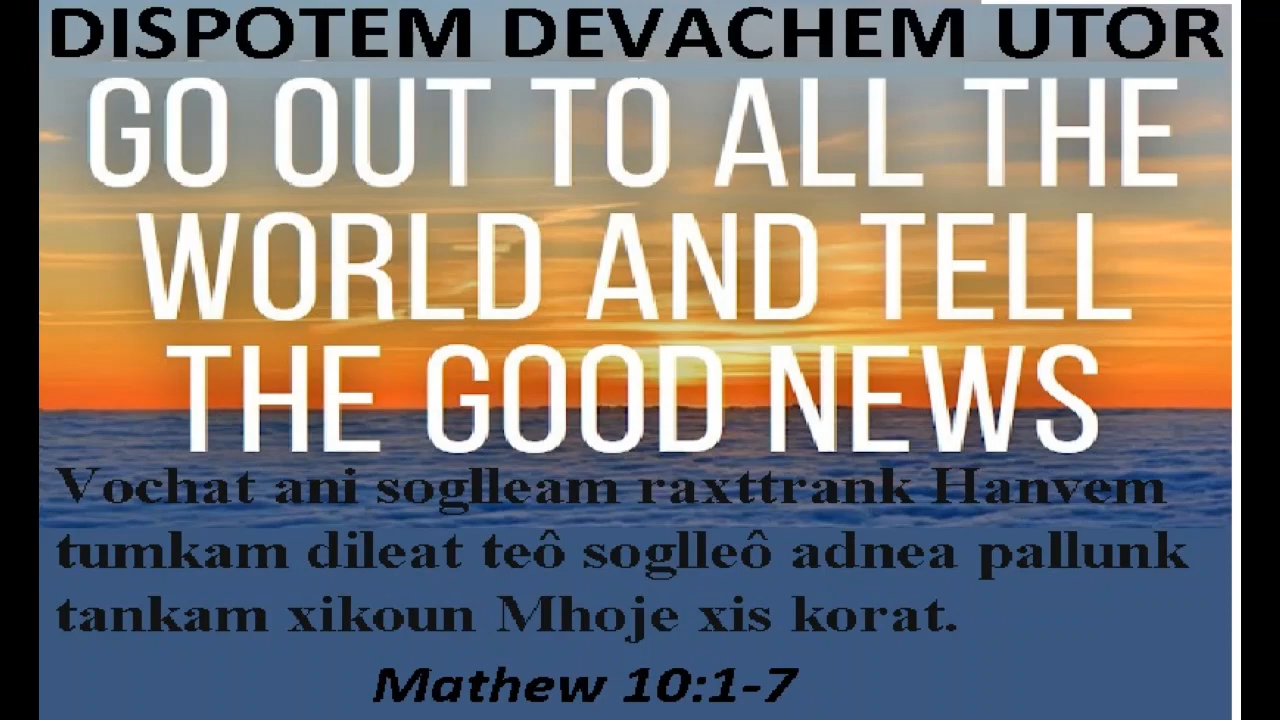 DISPOTEM DEVACHEM UTOR
GO OUT TO ALL THE
WORLD AND TELL
THE GOOD NEWS
Vochat ani soglleam raxttrank Hanvem
tumkam dileat teô soglleô adnea pallunk
tankam xikoun Mhoje xis korat.
Mathew 10:1-7